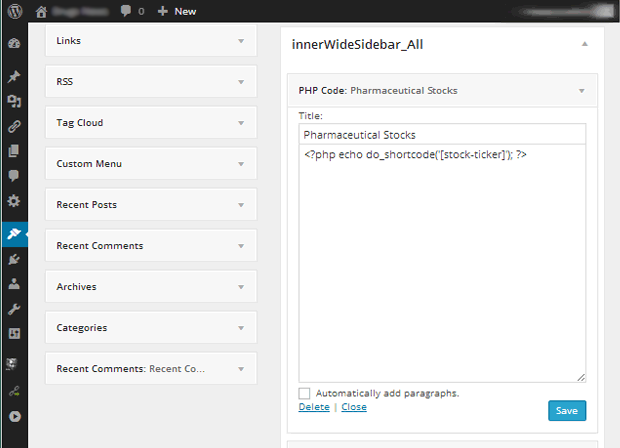 0
New
Links
RSS
Tag Cloud
Custom Menu
Recent Posts
Recent Comments
Archives
Categories
Recent Comments: Recent Co...
innerWideSidebar_All
PHP Code: Pharmaceutical Stocks
Title:
Pharmaceutical Stocks
<?php echo do_shortcode('[stock-ticker]'); ?>
Automatically add paragraphs.
Delete | Close
Save